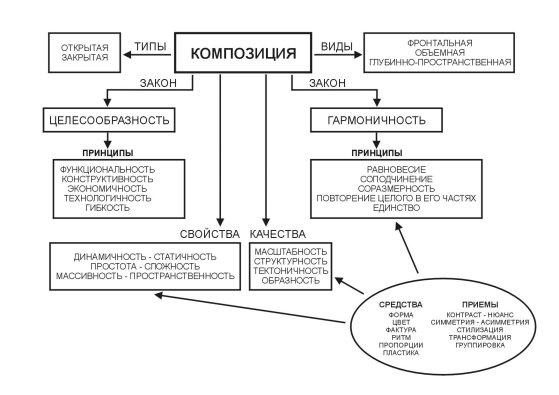 ОТКРЫТАЯ
ЗАКРЫТАЯ
ТИПЫ
КОМПОЗИЦИЯ
ВИДЫ
ФРОНТАЛЬНАЯ
ОБЪЕМНАЯ
ГЛУБИННО-ПРОСТРАНСТВЕННАЯ
ЗАКОН
ЗАКОН
ЦЕЛЕСООБРАЗНОСТЬ
ГАРМОНИЧНОСТЬ
ПРИНЦИПЫ
ФУНКЦИОНАЛЬНОСТЬ
КОНСТРУКТИВНОСТЬ
ЭКОНОМИЧНОСТЬ
ТЕХНОЛОГИЧНОСТЬ
ГИБКОСТЬ
ПРИНЦИПЫ
РАВНОВЕСИЕ
СОПОДЧИНЕНИЕ
СОРАЗМЕРНОСТЬ
ПОВТОРЕНИЕ ЦЕЛОГО В ЕГО ЧАСТЯХ
ЕДИНСТВО
СВОЙСТВА
ДИНАМИЧНОСТЬ - СТАТИЧНОСТЬ
ПРОСТОТА - СЛОЖНОСТЬ
МАССИВНОСТЬ - ПРОСТРАНСТВЕННОСТЬ
КАЧЕСТВА
МАСШТАБНОСТЬ
СТРУКТУРНОСТЬ
ТЕКТОНИЧНОСТЬ
ОБРАЗНОСТЬ
СРЕДСТВА
ФОРМА
ЦВЕТ
ФАКТУРА
РИТМ
ПРОПОРЦИИ
ПЛАСТИКА
ПРИЕМЫ
КОНТРАСТ - НЮАНС
СИММЕТРИЯ - АСИММЕТРИЯ
СТИЛИЗАЦИЯ
ТРАНСФОРМАЦИЯ
ГРУППИРОВКА